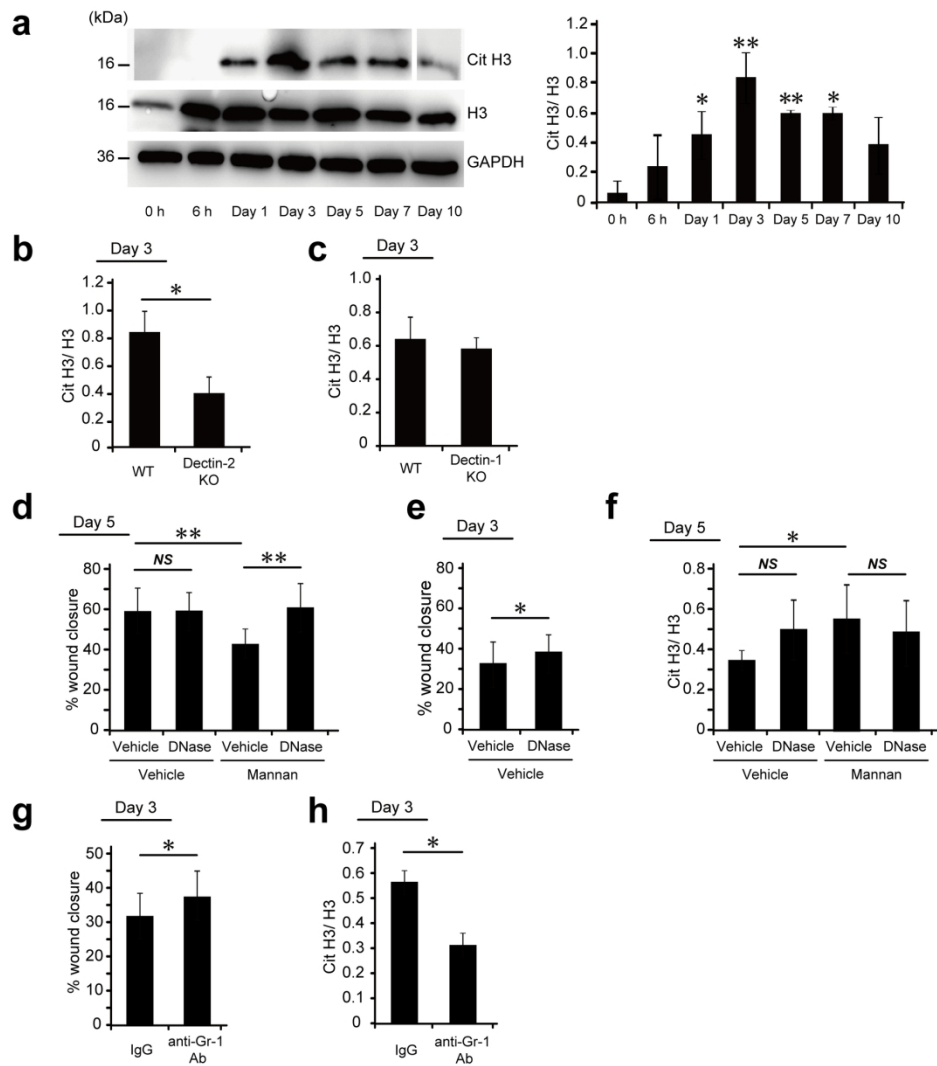 a
(kDa)
16
Cit H3
16
H3
36
GAPDH
0 h 6 h Day 1 Day 3 Day 5 Day 7 Day 10
Cit H3/ H3
1.2
1
0.8
0.6
0.4
0.2
0
* ** ** *
0 h 6 h Day 1 Day 3 Day 5 Day 7 Day 10
b
Day 3
Cit H3/ H3
1.2
1.0
0.8
0.6
0.4
0.2
0
*
WT Dectin-2
KO
c
Day 3
Cit H3/ H3
1.2
1
0.8
0.6
0.4
0.2
0
WT Dectin-1
KO
d
Day 5
% wound closure
80
60
40
20
0
**
NS **
Vehicle DNase Vehicle DNase
Vehicle Mannan
e
Day 3
% wound closure
80
60
40
20
0
*
Vehicle DNase
Vehicle
f
Day 5
Cit H3/ H3
0.8
0.6
0.4
0.2
0
*
NS NS
Vehicle DNase Vehicle DNase
Vehicle Mannan
g
Day 3
% wound closure
50
40
30
20
10
0
*
IgG anti-Gr-1
Ab
h
Day 3
Cit H3/ H3
0.7
0.6
0.5
0.4
0.3
0.2
0.1
0
*
IgG anti-Gr-1
Ab